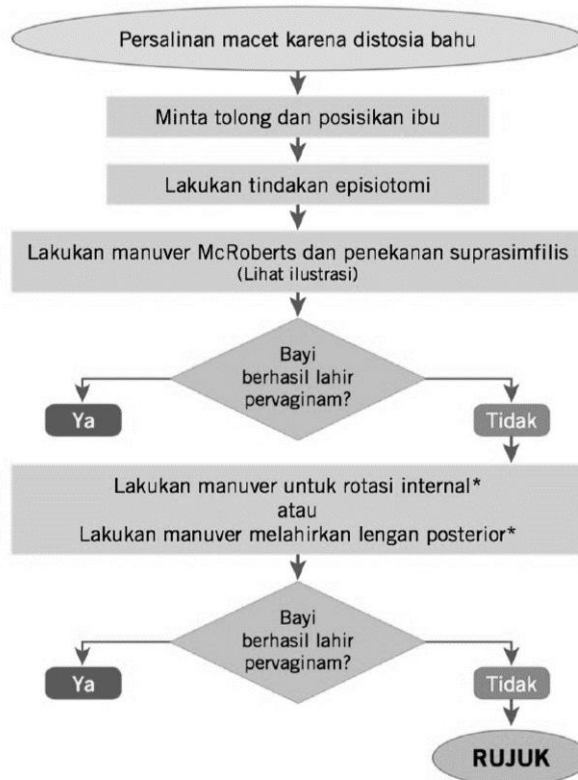 Persalinan macet karena distosia bahu
Minta tolong dan posisikan ibu
Lakukan tindakan episiotomi
Lakukan manuver McRoberts dan penekanan suprasimfilis
(Lihat ilustrasi)
Bayi
berhasil lahir
pervaginam?
Ya
Tidak
Lakukan manuver untuk rotasi internal*
atau
Lakukan manuver melahirkan lengan posterior*
Bayi
berhasil lahir
pervaginam?
Ya
Tidak
RUJUK